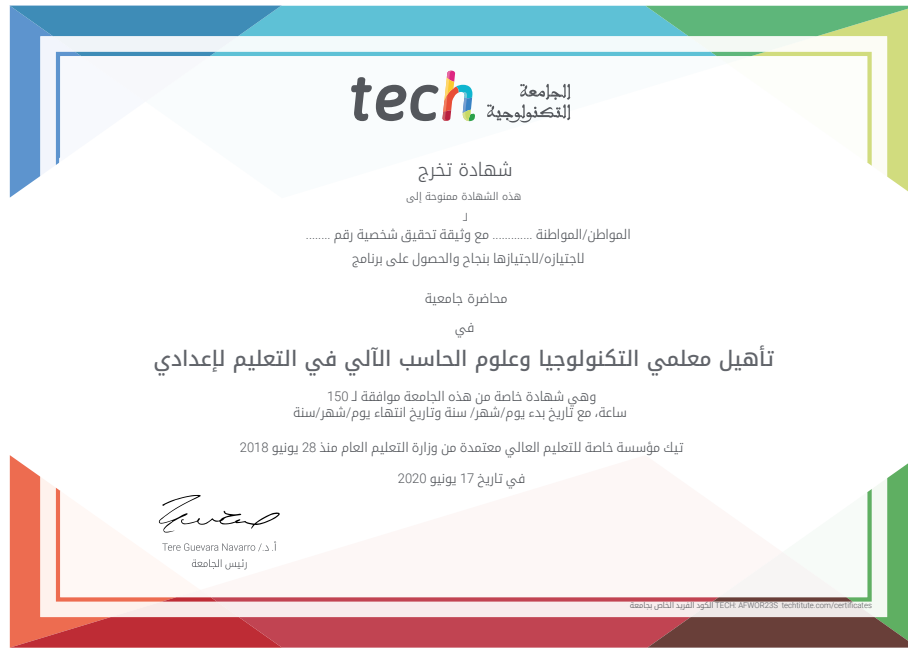 tech الجامعة
التكنولوجية
شهادة تخرج
هذه الشهادة ممنوحة إلى
لـ
المواطن/المواطنة ............. مع وثيقة تحقيق شخصية رقم ........
لاجتيازه/لاجتيازها بنجاح والحصول على برنامج
محاضرة جامعية
في
تأهيل معلمي التكنولوجيا وعلوم الحاسب الآلي في التعليم لإعدادي
وهي شهادة خاصة من هذه الجامعة موافقة لـ 150
ساعة، مع تاريخ بدء يوم/شهر/ سنة وتاريخ انتهاء يوم/شهر/سنة
تيك مؤسسة خاصة للتعليم العالي معتمدة من وزارة التعليم العام منذ 28 يونيو 2018
في تاريخ 17 يونيو 2020
أ. د./ Tere Guevara Navarro
رئيس الجامعة
الكود الفريد الخاص بجامعة TECH: AFWOR23S techtitute.com/certificates